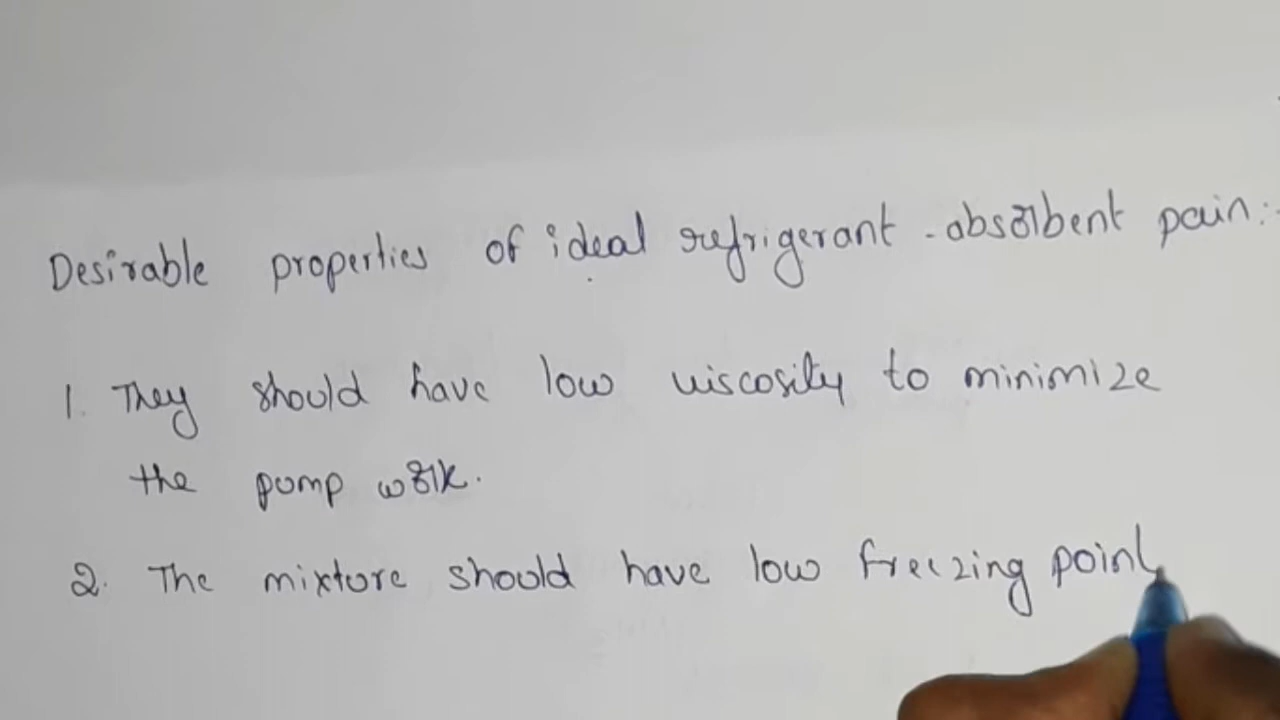 Desirable properties of ideal refrigerant - absorbent pair:
1. They should have low viscosity to minimize
the pump work.
2. The mixture should have low freezing point